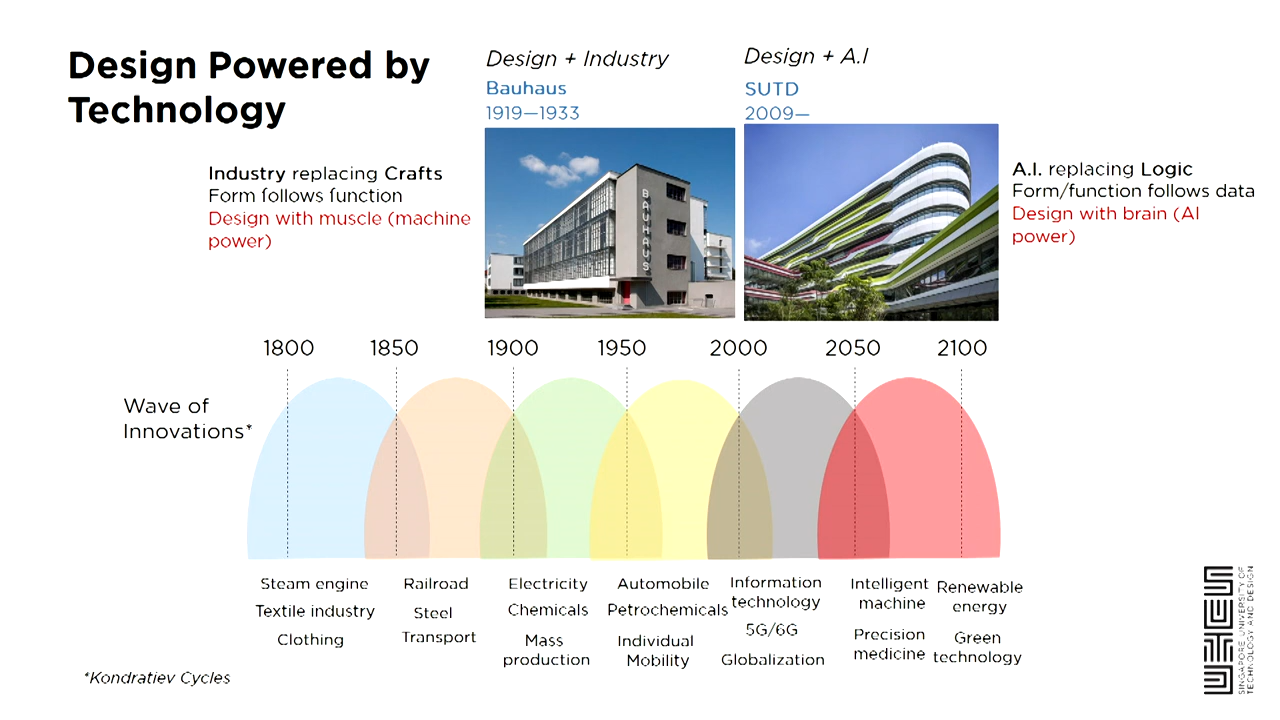 Design Powered by
Technology
Design + Industry
Bauhaus
1919—1933
Design + A.I
SUTD
2009—
Industry replacing Crafts
Form follows function
Design with muscle (machine
power)
BAUHAUS
A.I. replacing Logic
Form/function follows data
Design with brain (AI
power)
1800 1850 1900 1950 2000 2050 2100
Wave of
Innovations*
Steam engine
Textile industry
Clothing
Railroad
Steel
Transport
Electricity
Chemicals
Mass
production
Automobile
Petrochemicals
Individual
Mobility
Information
technology
5G/6G
Globalization
Intelligent
machine
Precision
medicine
Renewable
energy
Green
technology
*Kondratiev Cycles
SUTD
SINGAPORE UNIVERSITY OF
TECHNOLOGY AND DESIGN